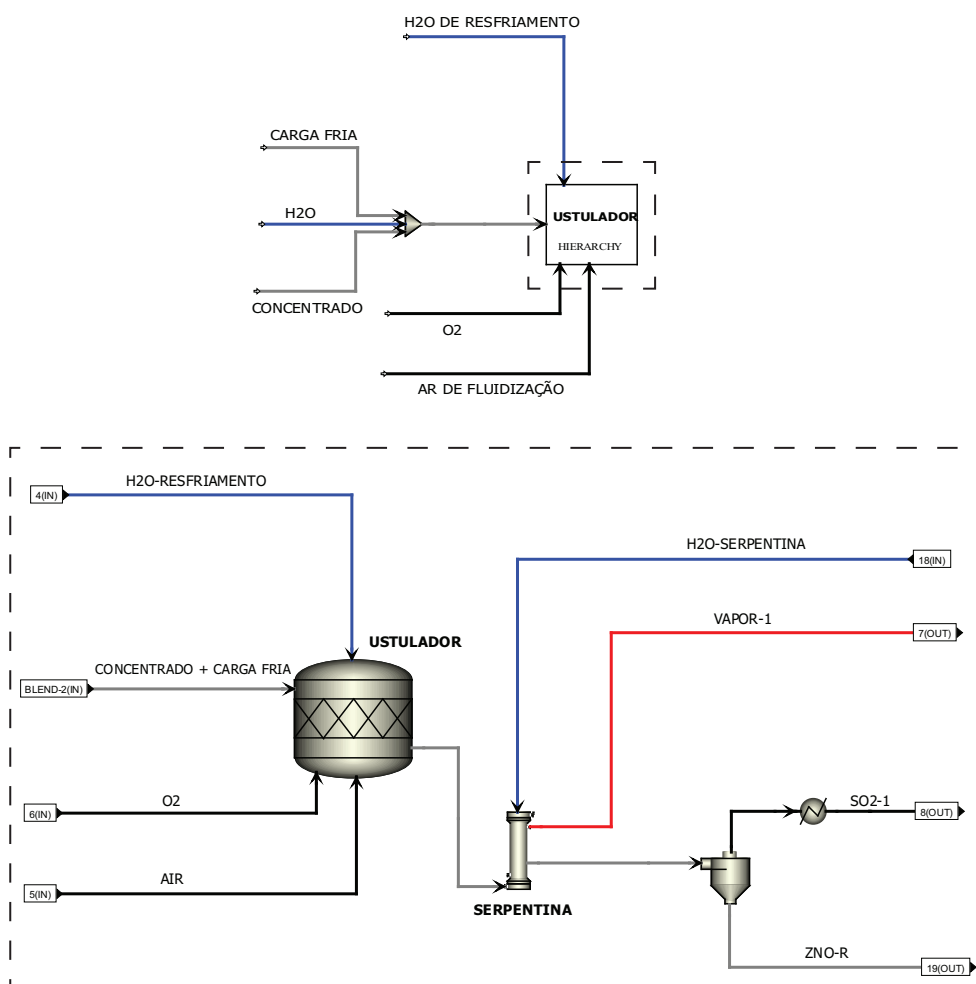 H2O DE RESFRIAMENTO
CARGA FRIA
H2O
USTULADOR
HIERARCHY
CONCENTRADO
O2
AR DE FLUIDIZAÇÃO
H2O-RESFRIAMENTO
4(IN)
H2O-SERPENTINA
18(IN)
VAPOR-1
7(OUT)
USTULADOR
CONCENTRADO + CARGA FRIA
BLEND-2(IN)
O2
6(IN)
SO2-1
8(OUT)
AIR
5(IN)
SERPENTINA
ZNO-R
19(OUT)